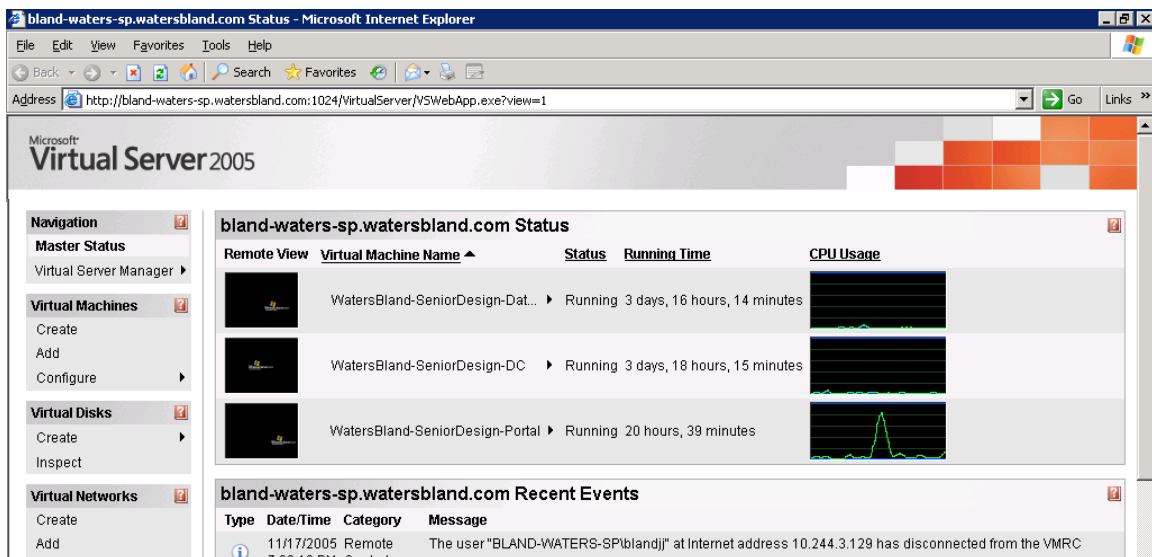 bland-waters-sp.watersbland.com Status - Microsoft Internet Explorer
File Edit View Favorites Tools Help
Back Search Favorites
Address http://bland-waters-sp.watersbland.com:1024/VirtualServer/VSWebApp.exe?view=1 Go Links »
Microsoft
Virtual Server 2005
Navigation
Master Status
Virtual Server Manager
Virtual Machines
Create
Add
Configure
Virtual Disks
Create
Inspect
Virtual Networks
Create
Add
bland-waters-sp.watersbland.com Status
Remote View Virtual Machine Name Status Running Time CPU Usage
WatersBland-SeniorDesign-Dat... Running 3 days, 16 hours, 14 minutes
WatersBland-SeniorDesign-DC Running 3 days, 18 hours, 15 minutes
WatersBland-SeniorDesign-Portal Running 20 hours, 39 minutes
bland-waters-sp.watersbland.com Recent Events
Type Date/Time Category Message
11/17/2005 Remote The user "BLAND-WATERS-SP\blandjj" at Internet address 10.244.3.129 has disconnected from the VMRC